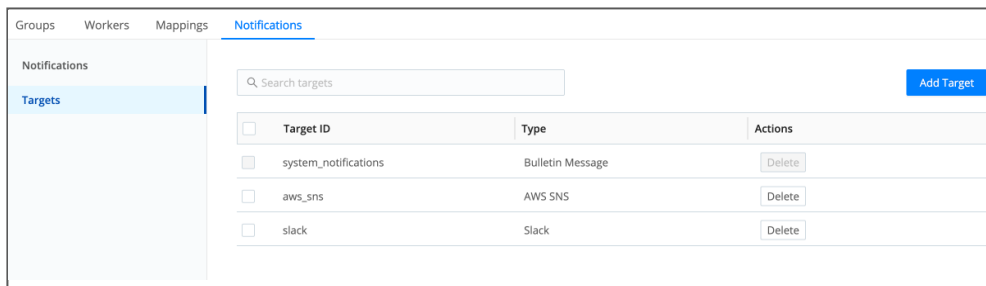 Groups Workers Mappings Notifications
Notifications
Targets
Search targets
Add Target
Target ID Type Actions
system_notifications Bulletin Message Delete
aws_sns AWS SNS Delete
slack Slack Delete